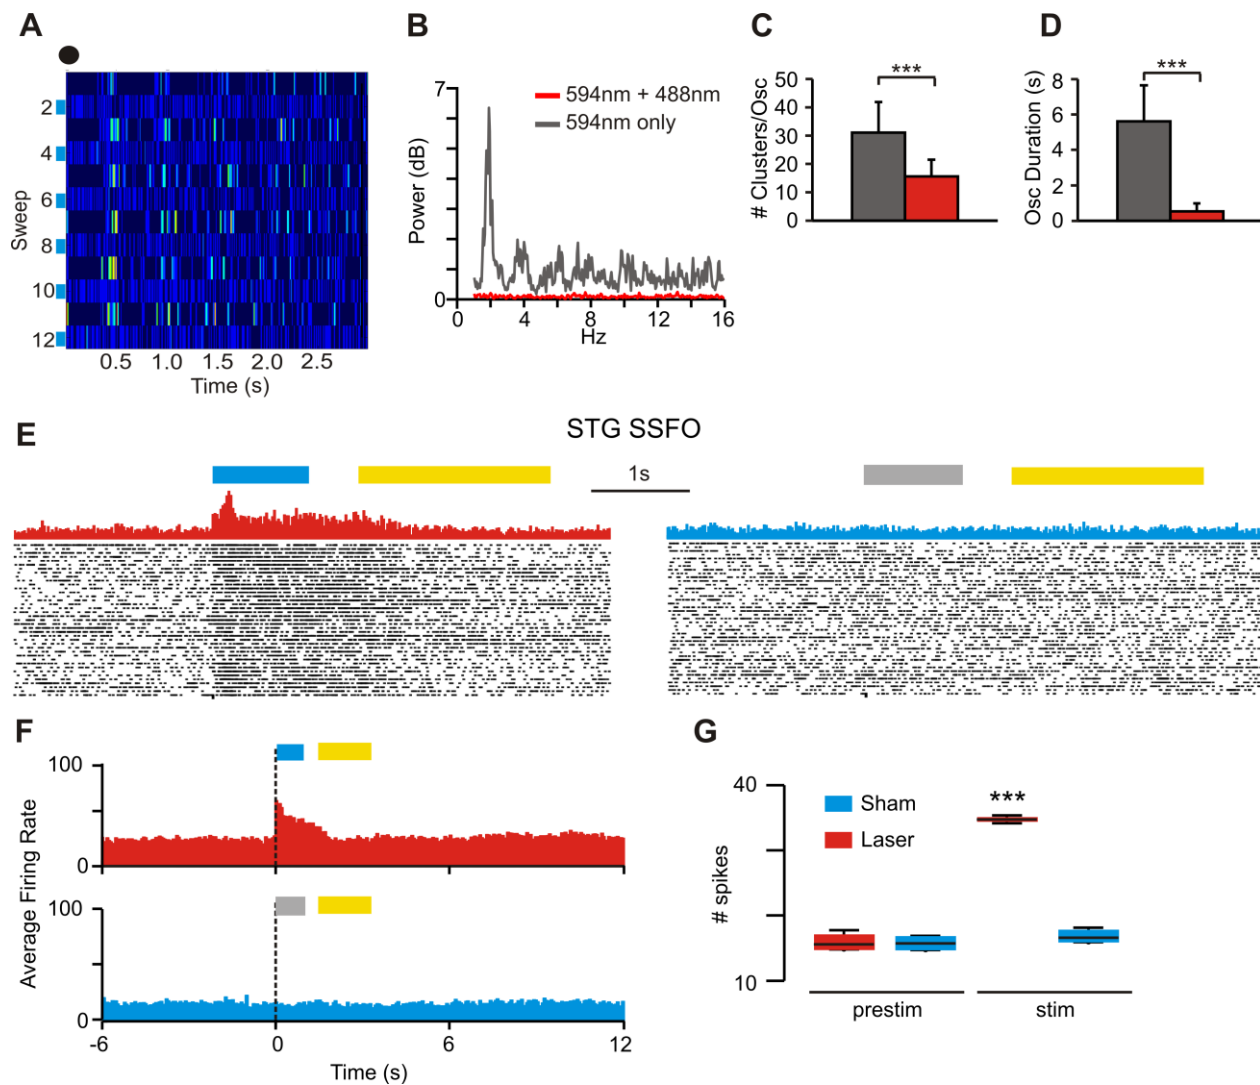 A
Sweep
2
4
6
8
10
12
0.5 1.0 1.5 2.0 2.5
Time (s)
B
7
0
Power (dB)
594nm + 488nm
594nm only
0 4 8 12 16
Hz
C
***
# Clusters/Osc
50
40
30
20
10
0
D
***
Osc Duration (s)
8
6
4
2
0
E
STG SSFO
1s
F
Average Firing Rate
100
0
100
0
-6 0 6 12
Time (s)
G
40
10
# spikes
Sham
Laser
***
prestim stim